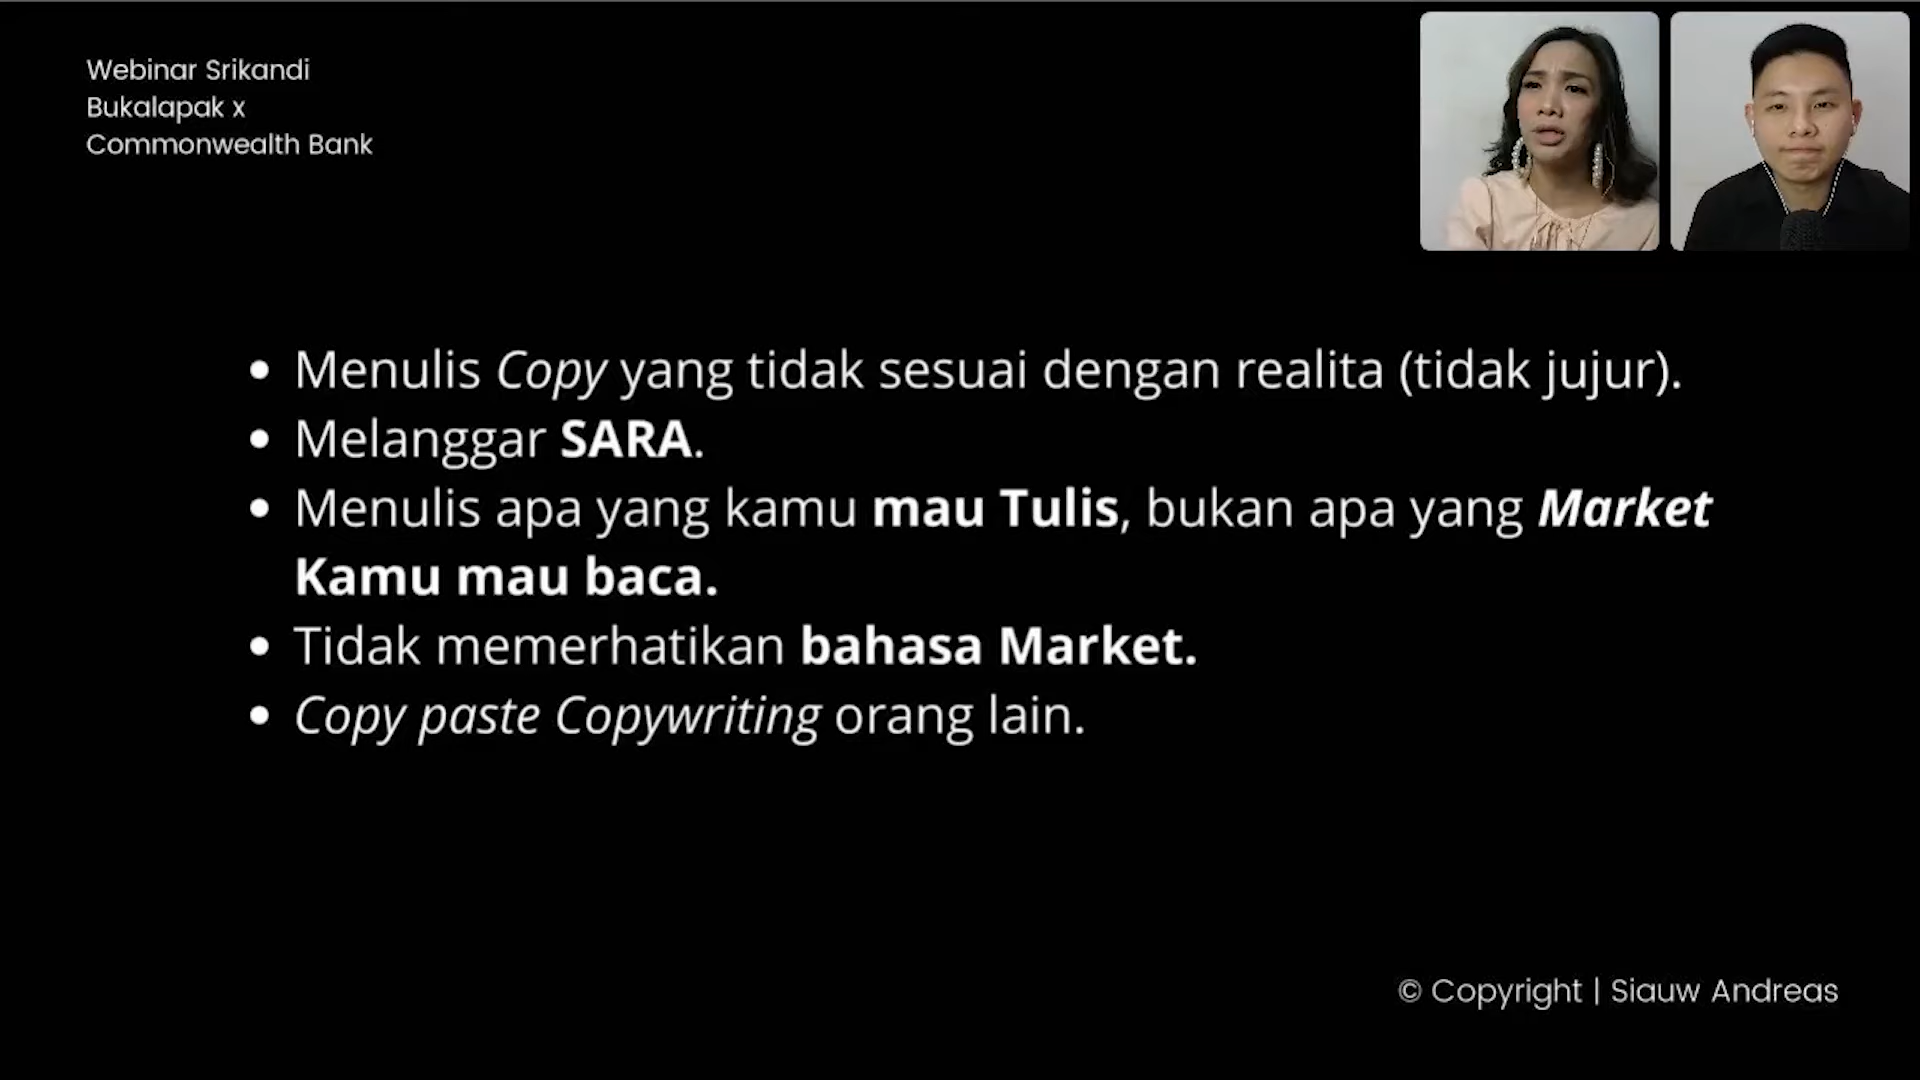 Webinar Srikandi
Bukalapak x
Commonwealth Bank
• Menulis Copy yang tidak sesuai dengan realita (tidak jujur).
• Melanggar SARA.
• Menulis apa yang kamu mau Tulis, bukan apa yang Market
Kamu mau baca.
• Tidak memerhatikan bahasa Market.
• Copy paste Copywriting orang lain.
© Copyright | Siauw Andreas